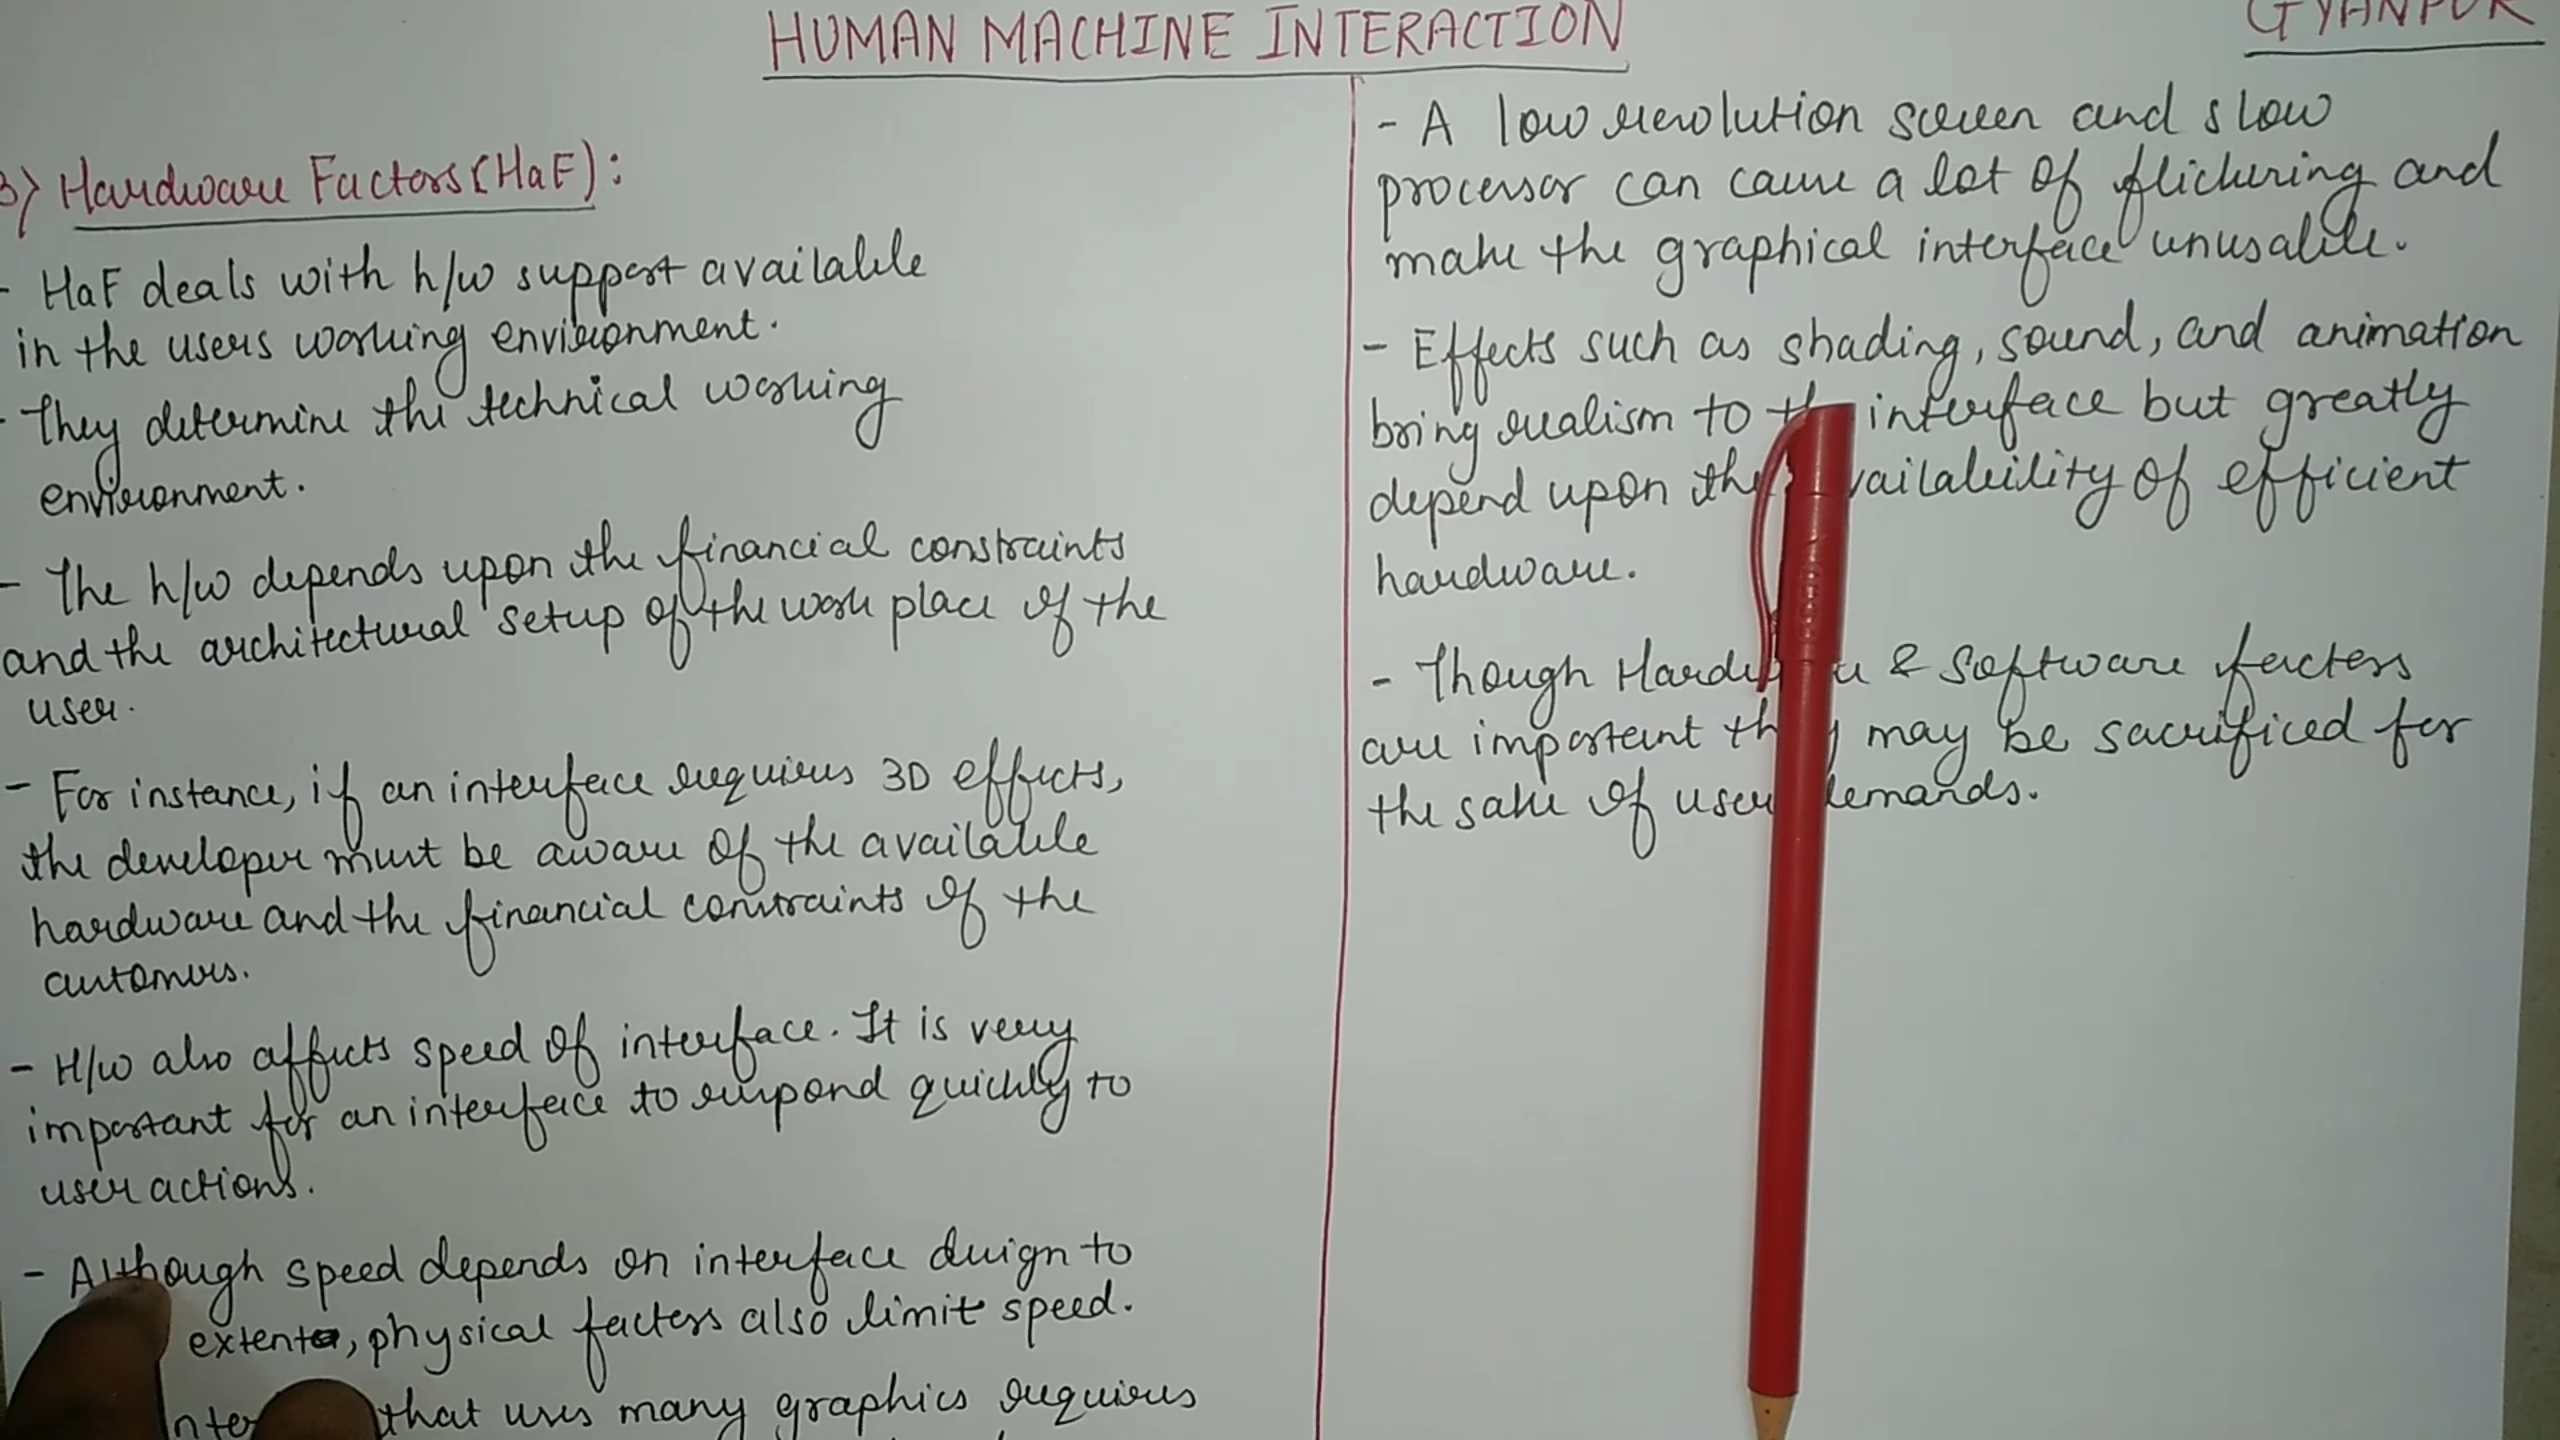 HUMAN MACHINE INTERACTION
GYANPUR
3) Hardware Factors (HaF):
- HaF deals with h/w support available
in the users working environment.
- They determine the technical working
environment.
- The h/w depends upon the financial constraints
and the architectural setup of the work place of the
user.
- For instance, if an interface requires 3D effects,
the developer must be aware of the available
hardware and the financial constraints of the
customers.
- H/w also affects speed of interface. It is very
important for an interface to respond quickly to
user actions.
- Although speed depends on interface design to
extent, physical factors also limit speed.
that uses many graphics requires
- A low resolution screen and slow
processor can cause a lot of flickering and
make the graphical interface unusable.
- Effects such as shading, sound, and animation
bring realism to interface but greatly
depend upon the of efficient
hardware.
- Though & Software factors
are important may be sacrificed for
the sake of user